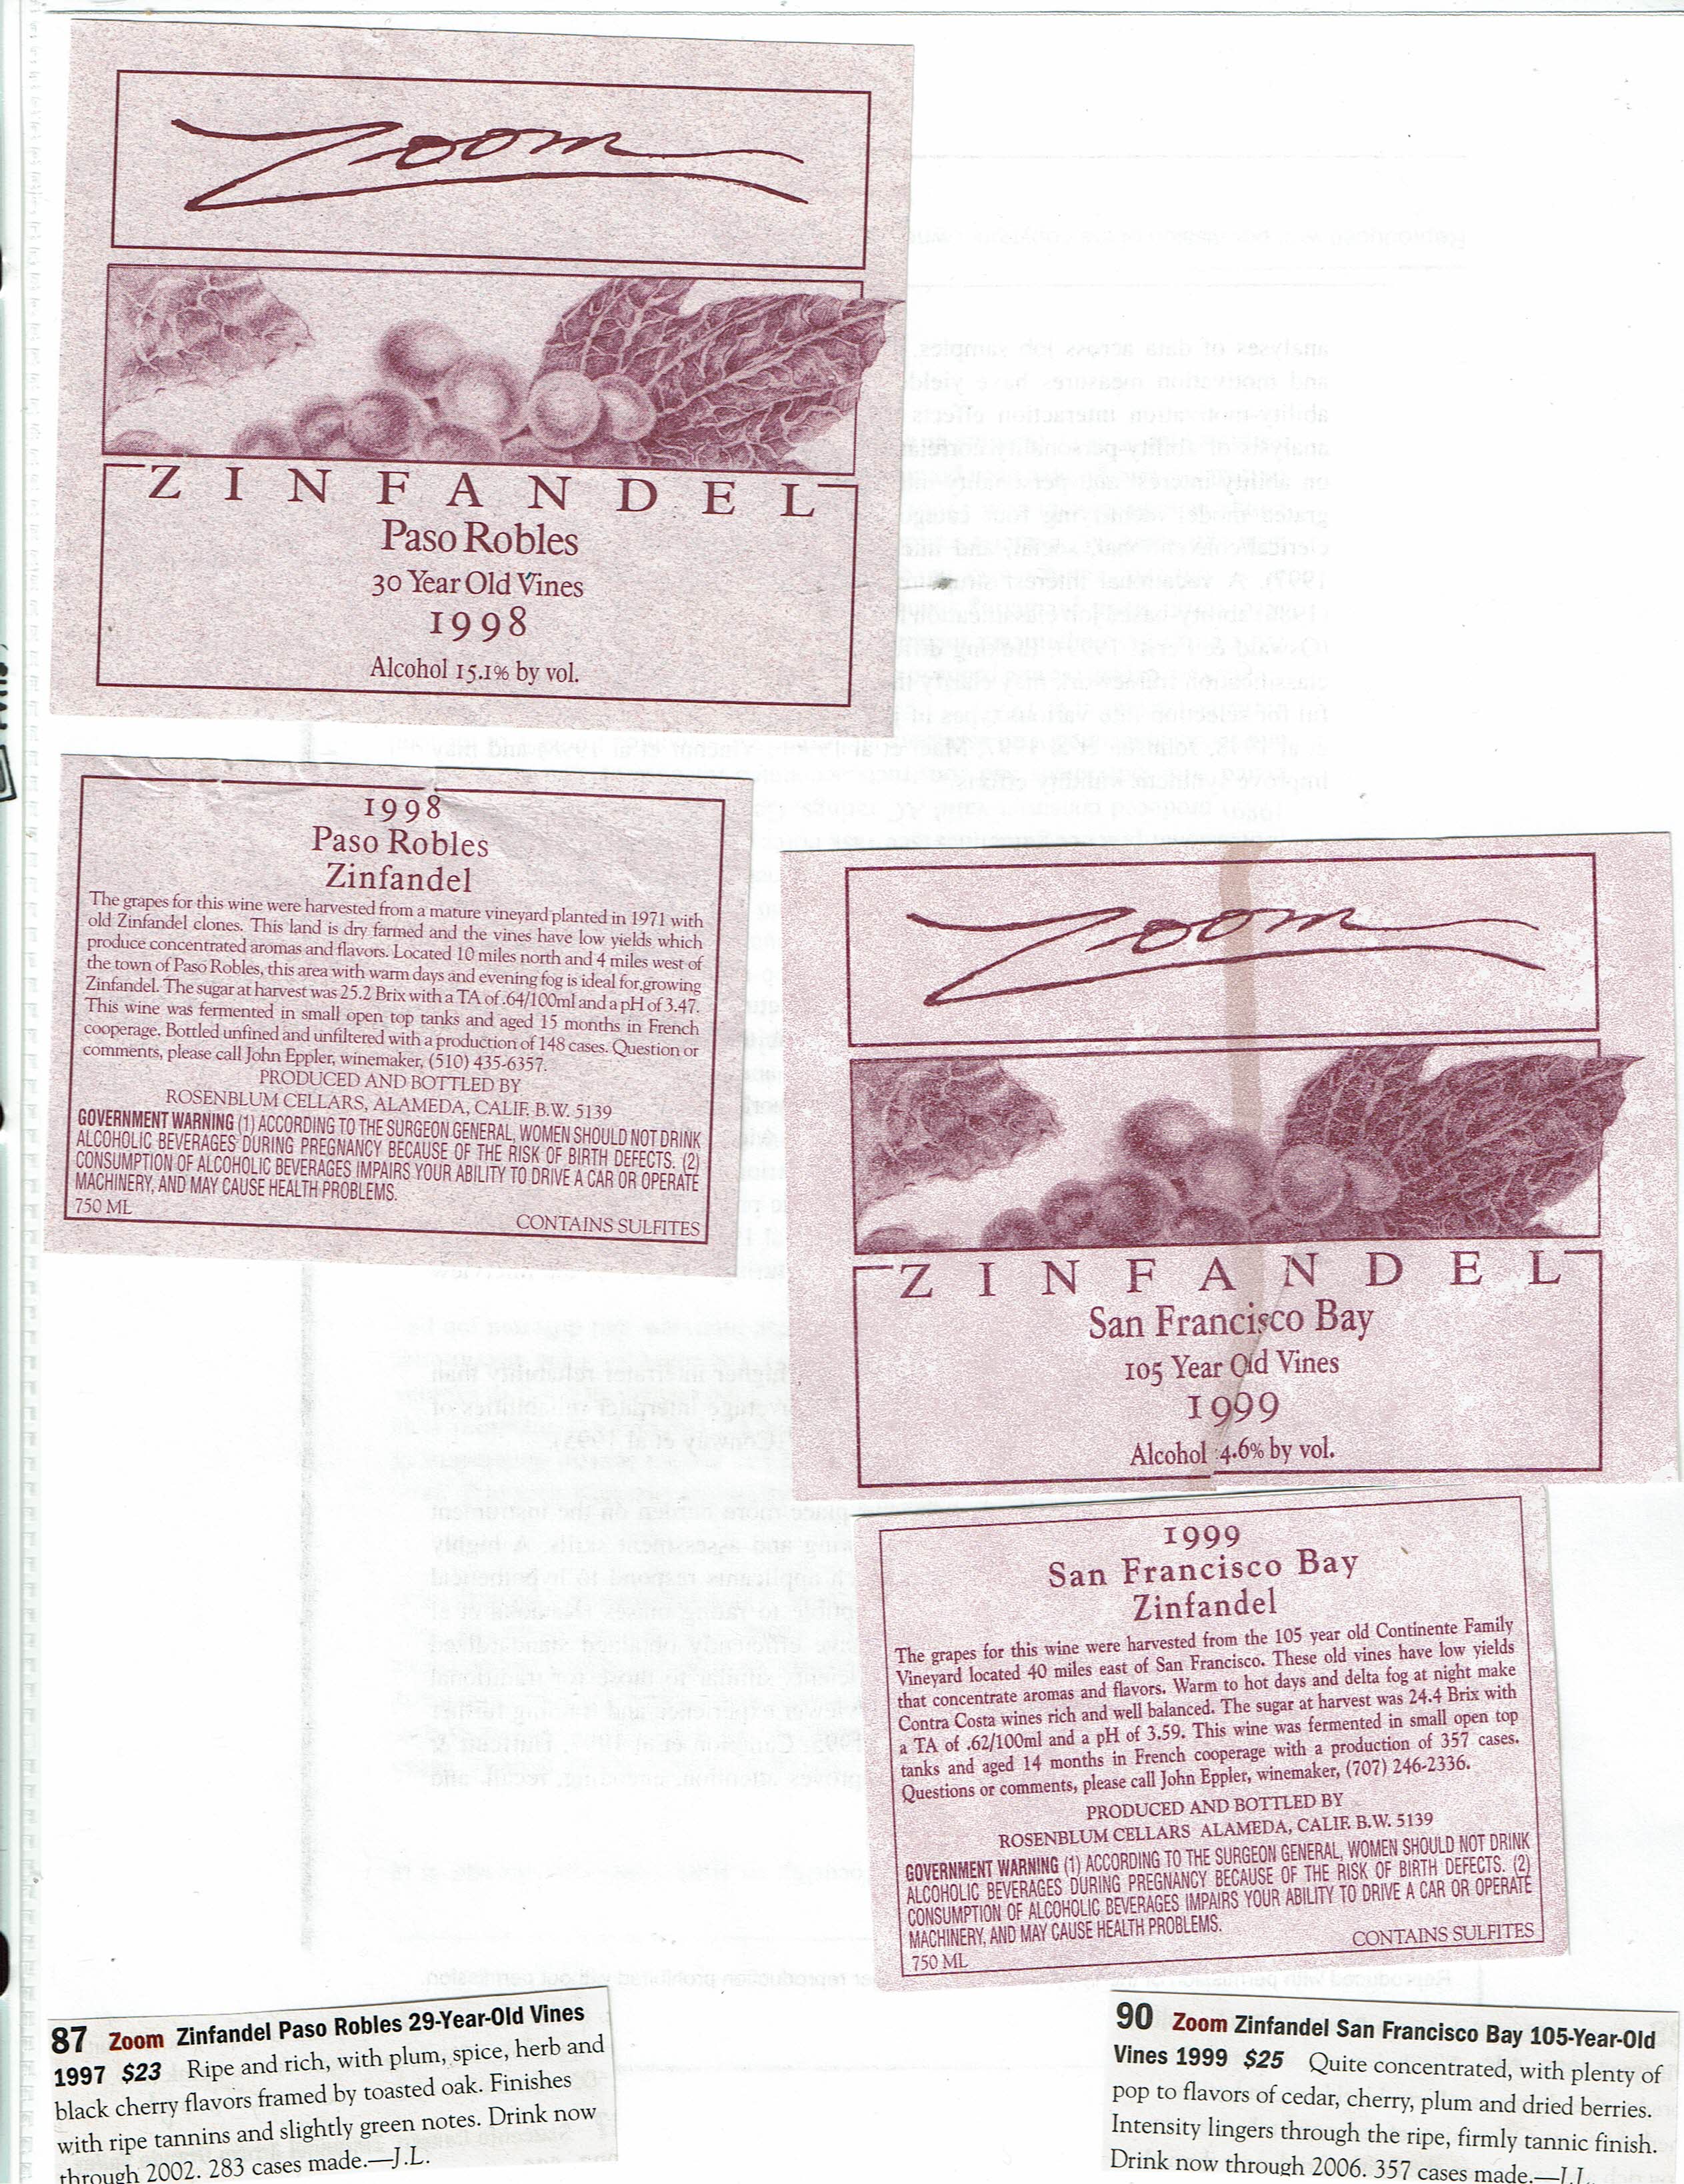 Zoom
ZINFANDEL
Paso Robles
30 Year Old Vines
1998
Alcohol 15.1% by vol.
1998
Paso Robles
Zinfandel
The grapes for this wine were harvested from a mature vineyard planted in 1971 with
old Zinfandel clones. This land is dry farmed and the vines have low yields which
produce concentrated aromas and flavors. Located 10 miles north and 4 miles west of
the town of Paso Robles, this area with warm days and evening fog is ideal for growing
Zinfandel. The sugar at harvest was 25.2 Brix with a TA of .64/100ml and a pH of 3.47.
This wine was fermented in small open top tanks and aged 15 months in French
cooperage. Bottled unfined and unfiltered with a production of 148 cases. Question or
comments, please call John Eppler, winemaker, (510) 435-6357.
PRODUCED AND BOTTLED BY
ROSENBLUM CELLARS, ALAMEDA, CALIF. B.W. 5139
GOVERNMENT WARNING (1) ACCORDING TO THE SURGEON GENERAL, WOMEN SHOULD NOT DRINK
ALCOHOLIC BEVERAGES DURING PREGNANCY BECAUSE OF THE RISK OF BIRTH DEFECTS. (2)
CONSUMPTION OF ALCOHOLIC BEVERAGES IMPAIRS YOUR ABILITY TO DRIVE A CAR OR OPERATE
MACHINERY, AND MAY CAUSE HEALTH PROBLEMS.
750 ML
CONTAINS SULFITES
Zoom
ZINFANDEL
San Francisco Bay
105 Year Old Vines
1999
Alcohol 4.6% by vol.
1999
San Francisco Bay
Zinfandel
The grapes for this wine were harvested from the 105 year old Continente Family
Vineyard located 40 miles east of San Francisco. These old vines have low yields
that concentrate aromas and flavors. Warm to hot days and delta fog at night make
Contra Costa wines rich and well balanced. The sugar at harvest was 24.4 Brix with
a TA of .62/100ml and a pH of 3.59. This wine was fermented in small open top
tanks and aged 14 months in French cooperage with a production of 357 cases.
Questions or comments, please call John Eppler, winemaker, (707) 246-2336.
PRODUCED AND BOTTLED BY
ROSENBLUM CELLARS ALAMEDA, CALIF. B.W. 5139
GOVERNMENT WARNING (1) ACCORDING TO THE SURGEON GENERAL, WOMEN SHOULD NOT DRINK
ALCOHOLIC BEVERAGES DURING PREGNANCY BECAUSE OF THE RISK OF BIRTH DEFECTS. (2)
CONSUMPTION OF ALCOHOLIC BEVERAGES IMPAIRS YOUR ABILITY TO DRIVE A CAR OR OPERATE
MACHINERY, AND MAY CAUSE HEALTH PROBLEMS.
750 ML
CONTAINS SULFITES
87 Zoom Zinfandel Paso Robles 29-Year-Old Vines
1997 $23 Ripe and rich, with plum, spice, herb and
black cherry flavors framed by toasted oak. Finishes
with ripe tannins and slightly green notes. Drink now
through 2002. 283 cases made.—J.L.
90 Zoom Zinfandel San Francisco Bay 105-Year-Old
Vines 1999 $25 Quite concentrated, with plenty of
pop to flavors of cedar, cherry, plum and dried berries.
Intensity lingers through the ripe, firmly tannic finish.
Drink now through 2006. 357 cases made.—J.L.